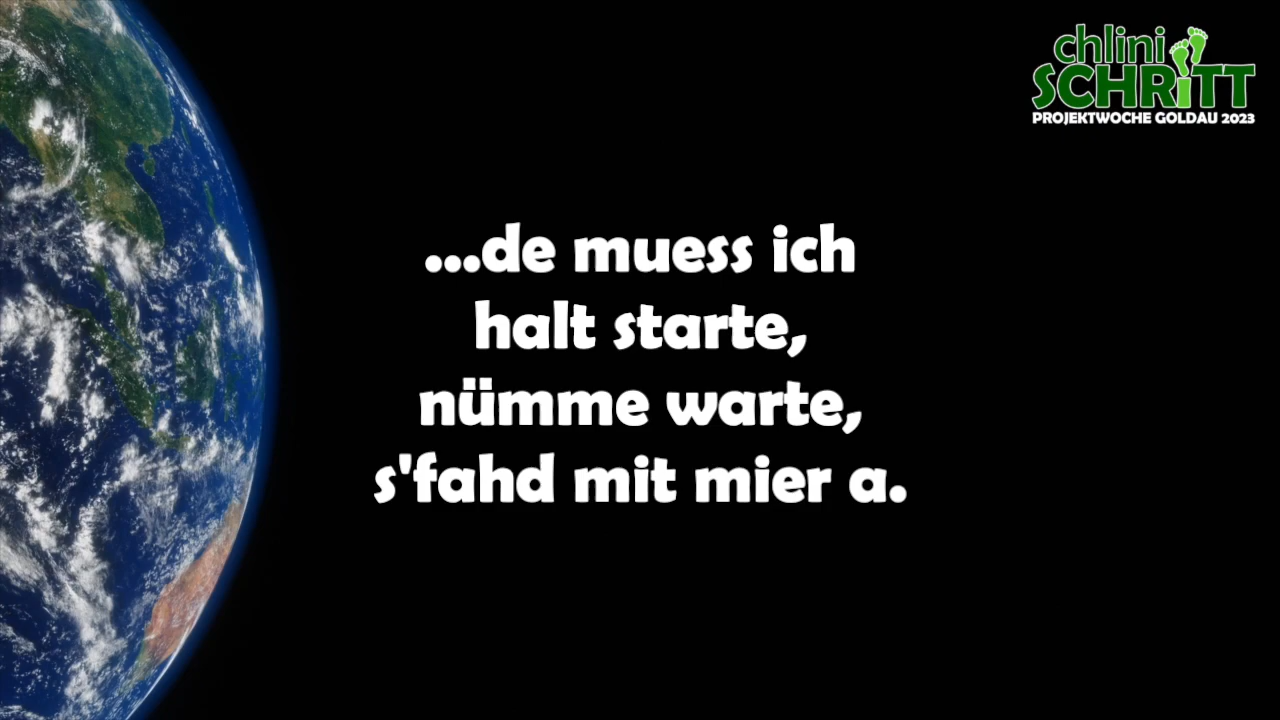 chlini
SCHRiTT
PROJEKTWOCHE GOLDAU 2023
...de muess ich
halt starte,
nümme warte,
s'fahd mit mier a.